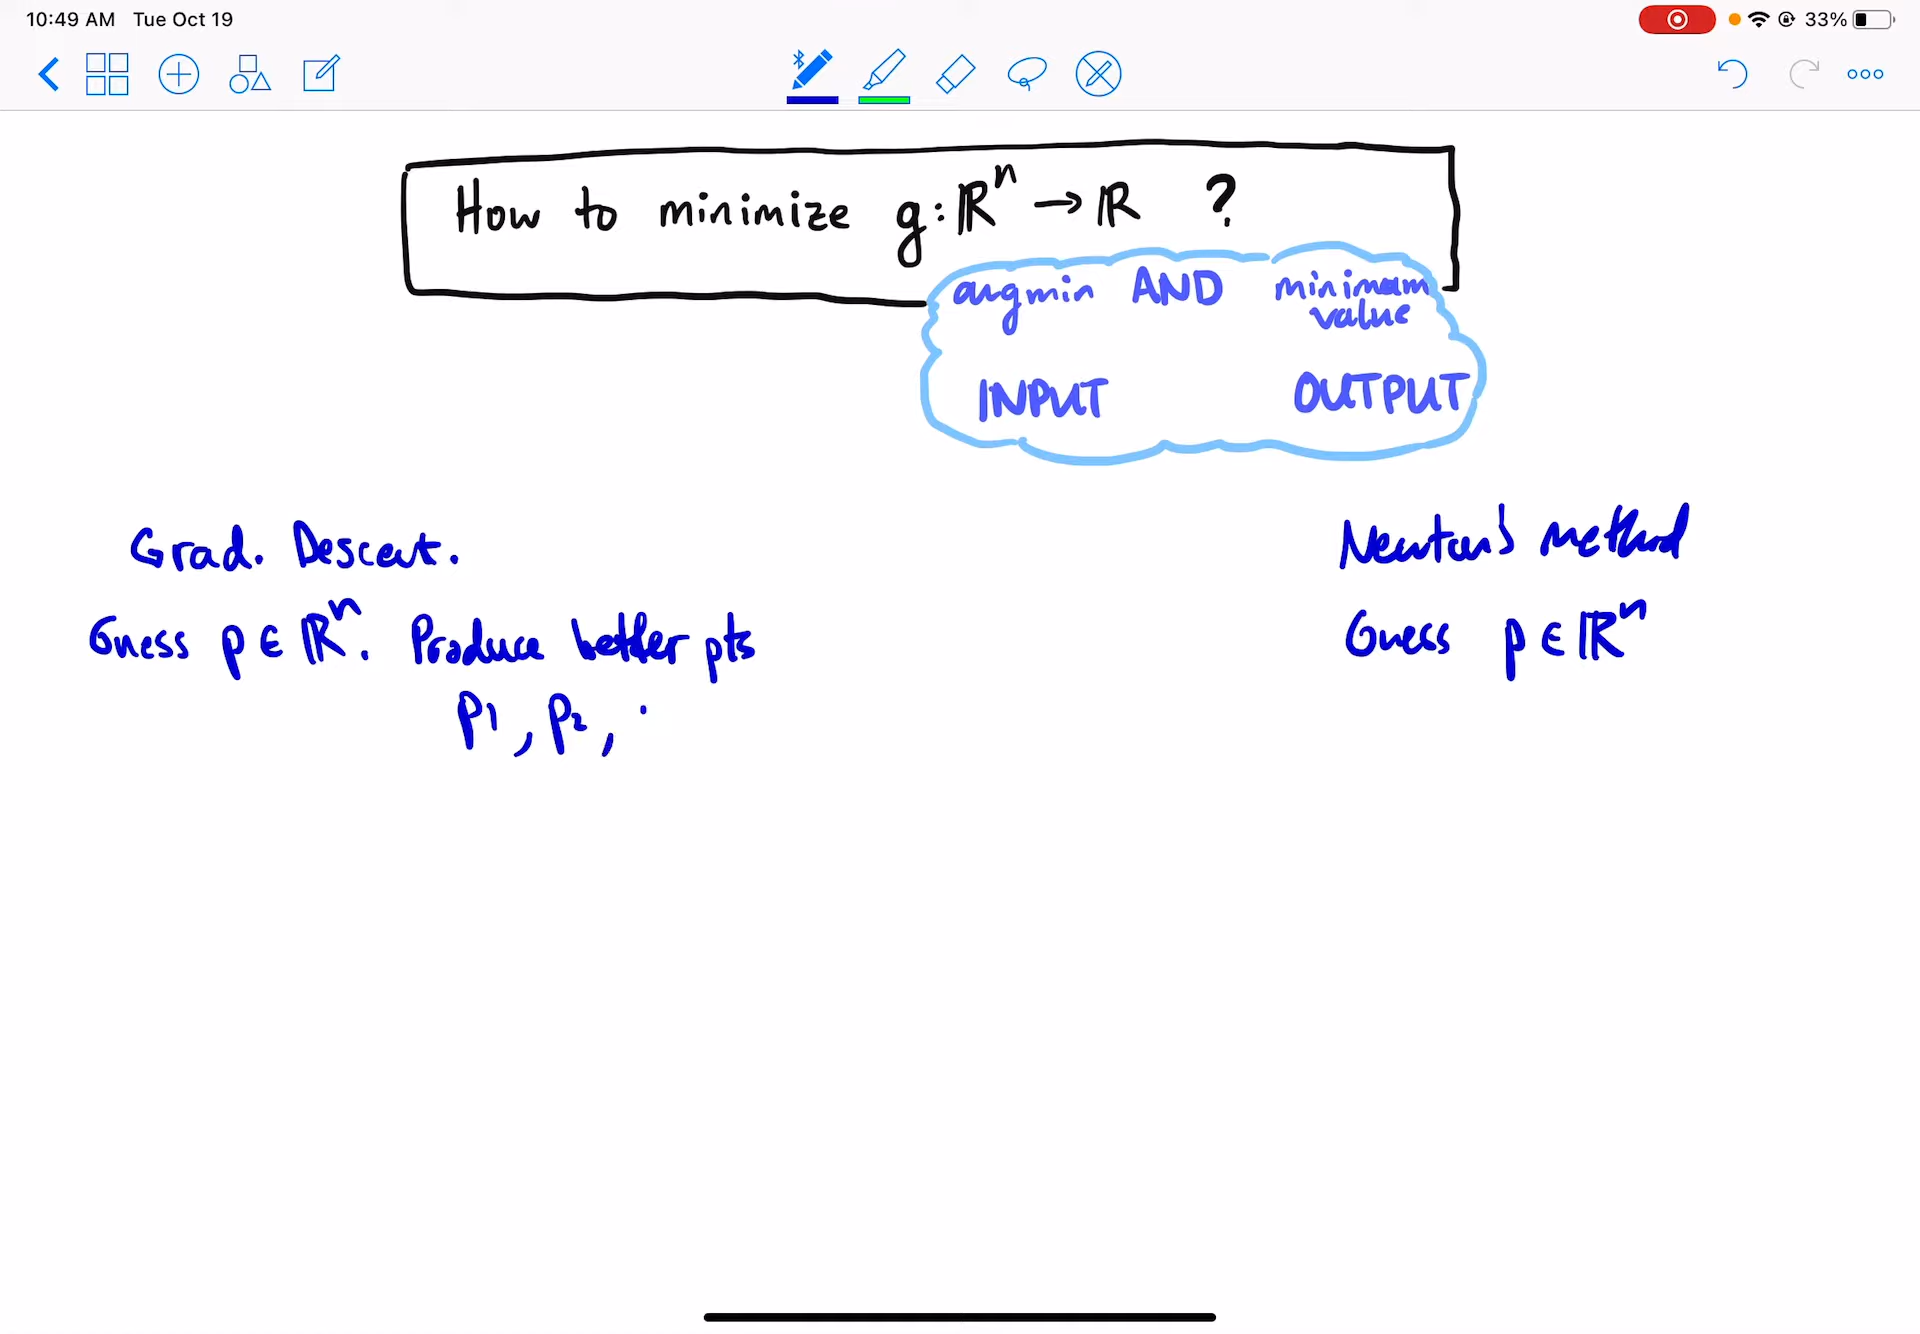 10:49 AM Tue Oct 19
33%
How to minimize g: ℝⁿ → ℝ ?
argmin AND minimum
value
INPUT OUTPUT
Grad. Descent.
Guess p ∈ ℝⁿ. Produce better pts
p₁, p₂, .
Newton's method
Guess p ∈ ℝⁿ